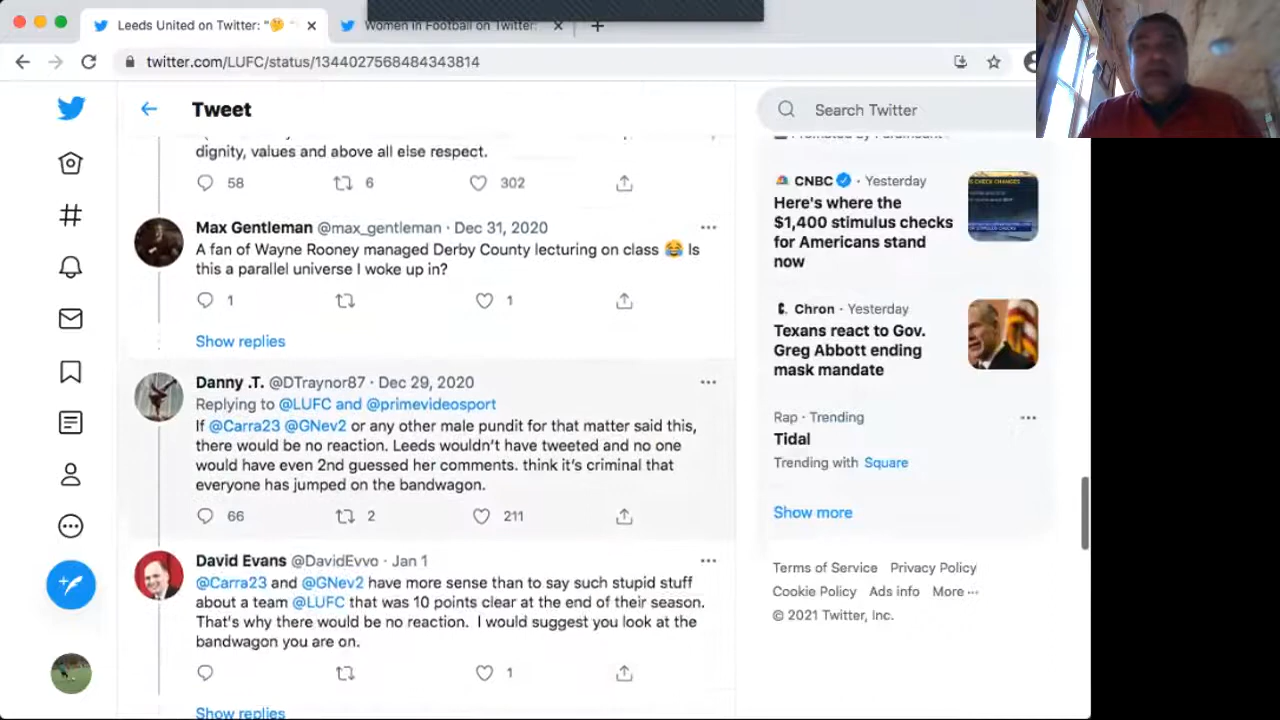 Leeds United on Twitter: "🤔 "
Women in Football on Twitter:
twitter.com/LUFC/status/1344027568484343814
Tweet
Search Twitter
dignity, values and above all else respect.
58 6 302
Max Gentleman @max_gentleman · Dec 31, 2020
A fan of Wayne Rooney managed Derby County lecturing on class 😂 Is
this a parallel universe I woke up in?
1 1
Show replies
Danny .T. @DTraynor87 · Dec 29, 2020
Replying to @LUFC and @primevideosport
If @Carra23 @GNev2 or any other male pundit for that matter said this,
there would be no reaction. Leeds wouldn't have tweeted and no one
would have even 2nd guessed her comments. think it's criminal that
everyone has jumped on the bandwagon.
66 2 211
David Evans @DavidEvvo · Jan 1
@Carra23 and @GNev2 have more sense than to say such stupid stuff
about a team @LUFC that was 10 points clear at the end of their season.
That's why there would be no reaction. I would suggest you look at the
bandwagon you are on.
1
Show replies
Promoted by Paramount+
CNBC · Yesterday
Here's where the
$1,400 stimulus checks
for Americans stand
now
Chron · Yesterday
Texans react to Gov.
Greg Abbott ending
mask mandate
Rap · Trending
Tidal
Trending with Square
Show more
Terms of Service Privacy Policy
Cookie Policy Ads info More ···
© 2021 Twitter, Inc.